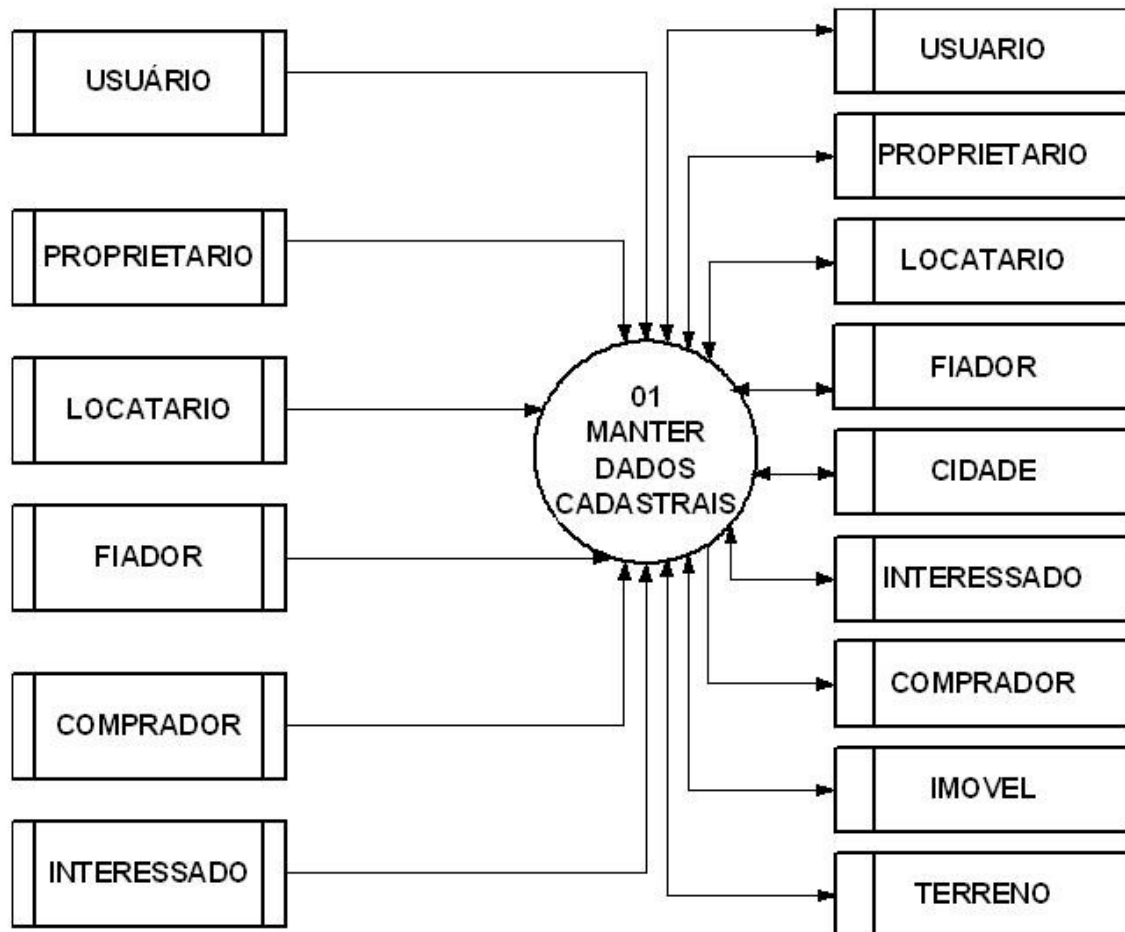 USUÁRIO
PROPRIETARIO
LOCATARIO
FIADOR
COMPRADOR
INTERESSADO
01
MANTER
DADOS
CADASTRAIS
USUARIO
PROPRIETARIO
LOCATARIO
FIADOR
CIDADE
INTERESSADO
COMPRADOR
IMOVEL
TERRENO